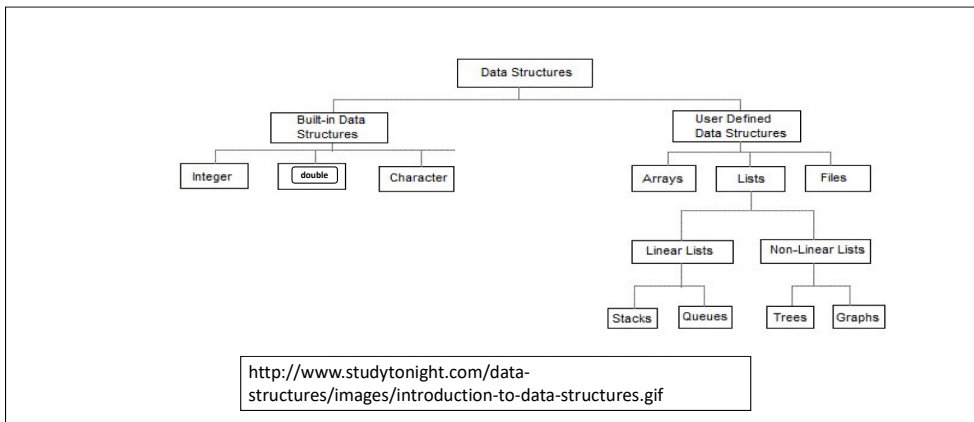 Data Structures
Built-in Data
Structures
User Defined
Data Structures
Integer
double
Character
Arrays
Lists
Files
Linear Lists
Non-Linear Lists
Stacks
Queues
Trees
Graphs
http://www.studytonight.com/data-
structures/images/introduction-to-data-structures.gif